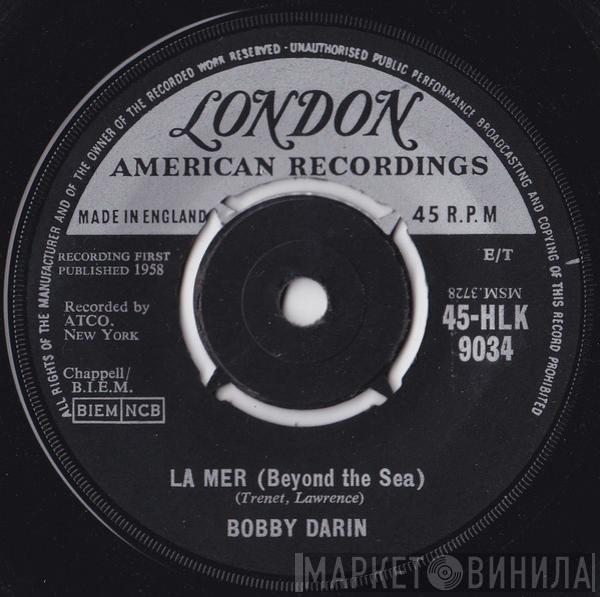 ALL RIGHTS OF THE MANUFACTURER AND OF THE OWNER OF THE RECORDED WORK RESERVED - UNAUTHORISED PUBLIC PERFORMANCE BROADCASTING AND COPYING OF THIS RECORD PROHIBITED
LONDON
AMERICAN RECORDINGS
MADE IN ENGLAND
45 R.P.M
RECORDING FIRST
PUBLISHED 1958
E/T
Recorded by
ATCO.
New York
MSM.3728
45-HLK
9034
Chappell/
B.I.E.M.
BIEM NCB
LA MER (Beyond the Sea)
(Trenet, Lawrence)
BOBBY DARIN
МАРКЕТ ВИНИЛА